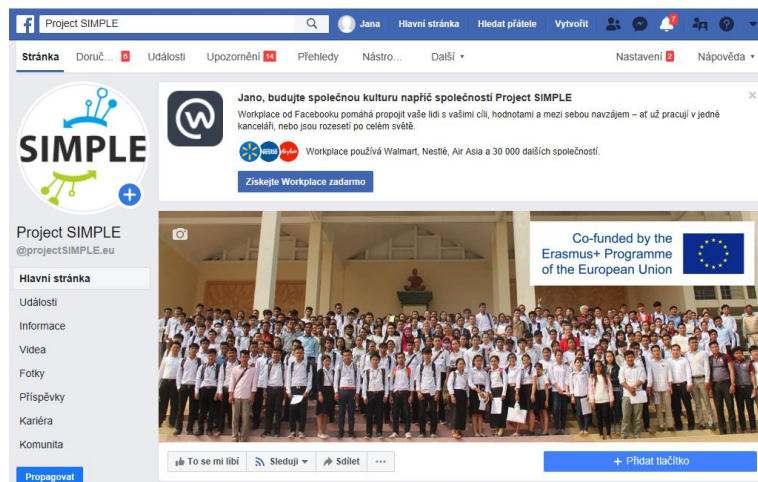 Project SIMPLE
Jana
Hlavní stránka
Hledat přátele
Vytvořit
7
Stránka
Doruč... 6
Události
Upozornění 14
Přehledy
Nástro...
Další
Nastavení 2
Nápověda
SIMPLE
Project SIMPLE
@projectSIMPLE.eu
Hlavní stránka
Události
Informace
Videa
Fotky
Příspěvky
Kariéra
Komunita
Propagovat
Jano, budujte společnou kulturu napříč společností Project SIMPLE
Workplace od Facebooku pomáhá propojit vaše lidi s vašimi cíli, hodnotami a mezi sebou navzájem – ať už pracují v jedné
kanceláři, nebo jsou rozesetí po celém světě.
Workplace používá Walmart, Nestlé, Air Asia a 30 000 dalších společností.
Získejte Workplace zadarmo
Co-funded by the
Erasmus+ Programme
of the European Union
To se mi líbí
Sleduji
Sdílet
+ Přidat tlačítko